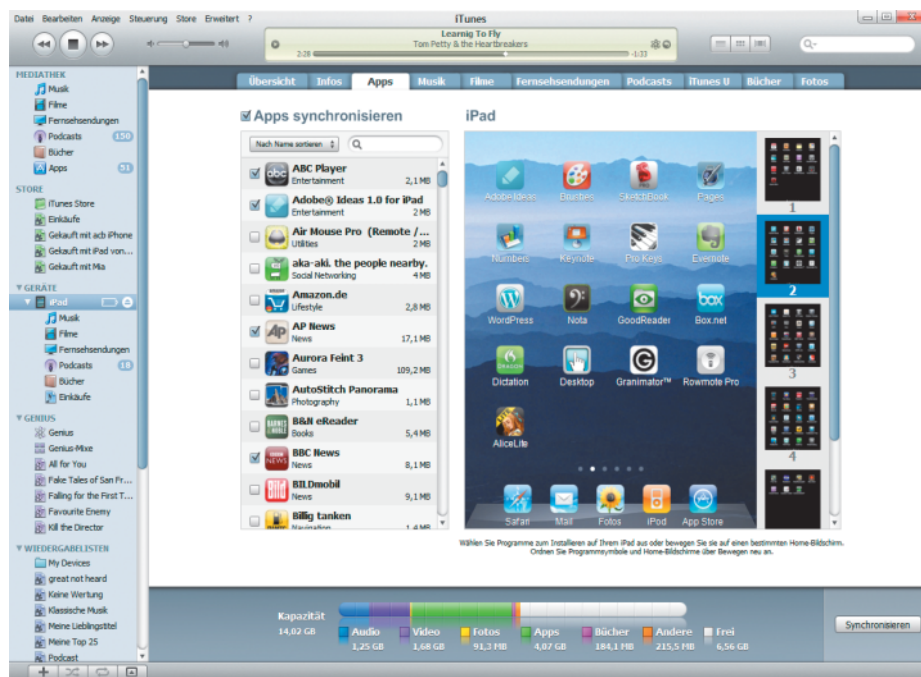 Datei Bearbeiten Anzeige Steuerung Store Erweitert ?
iTunes
Learnig To Fly
Tom Petty & the Heartbreakers
2:26
-1:33
MEDIATHEK
Musik
Filme
Fernsehsendungen
Podcasts 150
Bücher
Apps 51
STORE
iTunes Store
Einkäufe
Gekauft mit acb iPhone
Gekauft mit iPad von...
Gekauft mit Mia
GERÄTE
iPad
Musik
Filme
Fernsehsendungen
Podcasts 18
Bücher
Einkäufe
GENIUS
Genius
Genius-Mixe
All for You
Fake Tales of San Fr...
Falling for the First T...
Favourite Enemy
Kill the Director
WIEDERGABELISTEN
My Devices
great not heard
Keine Wertung
Klassische Musik
Meine Lieblingstitel
Meine Top 25
Podcast
Übersicht Infos Apps Musik Filme Fernsehsendungen Podcasts iTunes U Bücher Fotos
Apps synchronisieren
Nach Name sortieren
ABC Player
Entertainment 2,1 MB
Adobe® Ideas 1.0 for iPad
Entertainment 2 MB
Air Mouse Pro (Remote /...
Utilities 2 MB
aka-aki. the people nearby.
Social Networking 4 MB
Amazon.de
Lifestyle 2,8 MB
AP News
News 17,1 MB
Aurora Feint 3
Games 109,2 MB
AutoStitch Panorama
Photography 1,1 MB
B&N eReader
Books 5,4 MB
BBC News
News 8,1 MB
BILDmobil
News 9,1 MB
Billig tanken
Navigation 1,4 MB
iPad
Adobe Ideas Brushes SketchBook Pages
Numbers Keynote Pro Keys Evernote
WordPress Nota GoodReader Box.net
Dictation Desktop Granimator™ Rowmote Pro
AliceLite
Safari Mail Fotos iPod App Store
1
2
3
4
Wählen Sie Programme zum Installieren auf Ihrem iPad aus oder bewegen Sie sie auf einen bestimmten Home-Bildschirm.
Ordnen Sie Programmsymbole und Home-Bildschirme über Bewegen neu an.
Kapazität
14,02 GB
Audio Video Fotos Apps Bücher Andere Frei
1,25 GB 1,68 GB 91,3 MB 4,07 GB 184,1 MB 215,5 MB 6,56 GB
Synchronisieren